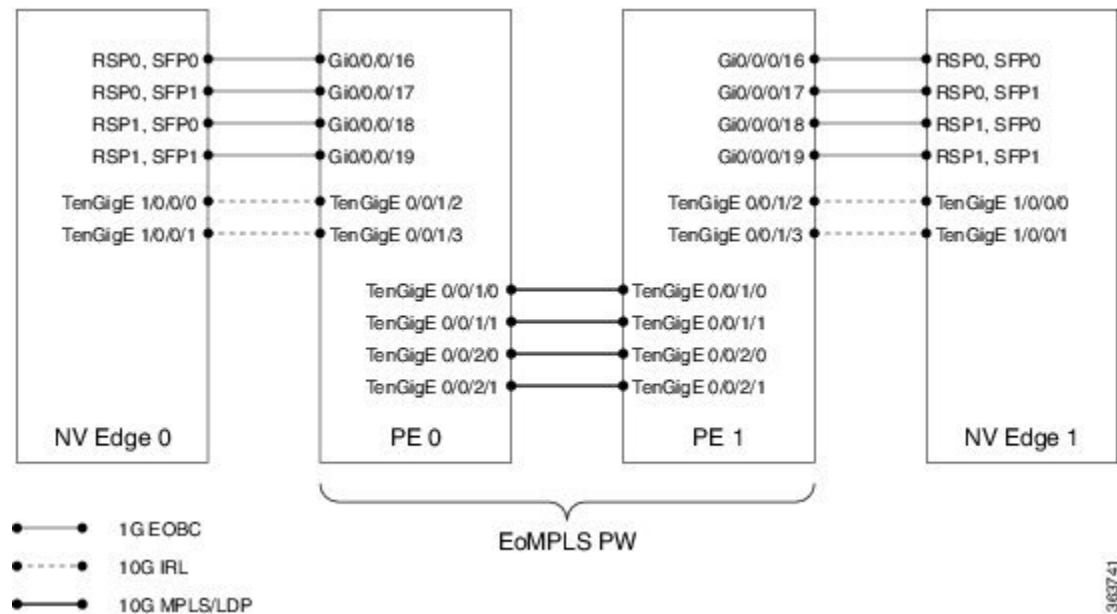 RSP0, SFP0
Gi0/0/0/16
Gi0/0/0/16
RSP0, SFP0
RSP0, SFP1
Gi0/0/0/17
Gi0/0/0/17
RSP0, SFP1
RSP1, SFP0
Gi0/0/0/18
Gi0/0/0/18
RSP1, SFP0
RSP1, SFP1
Gi0/0/0/19
Gi0/0/0/19
RSP1, SFP1
TenGigE 1/0/0/0
TenGigE 0/0/1/2
TenGigE 0/0/1/2
TenGigE 1/0/0/0
TenGigE 1/0/0/1
TenGigE 0/0/1/3
TenGigE 0/0/1/3
TenGigE 1/0/0/1
TenGigE 0/0/1/0
TenGigE 0/0/1/0
TenGigE 0/0/1/1
TenGigE 0/0/1/1
TenGigE 0/0/2/0
TenGigE 0/0/2/0
TenGigE 0/0/2/1
TenGigE 0/0/2/1
NV Edge 0
PE 0
PE 1
NV Edge 1
EoMPLS PW
1G EOBC
10G IRL
10G MPLS/LDP
363741